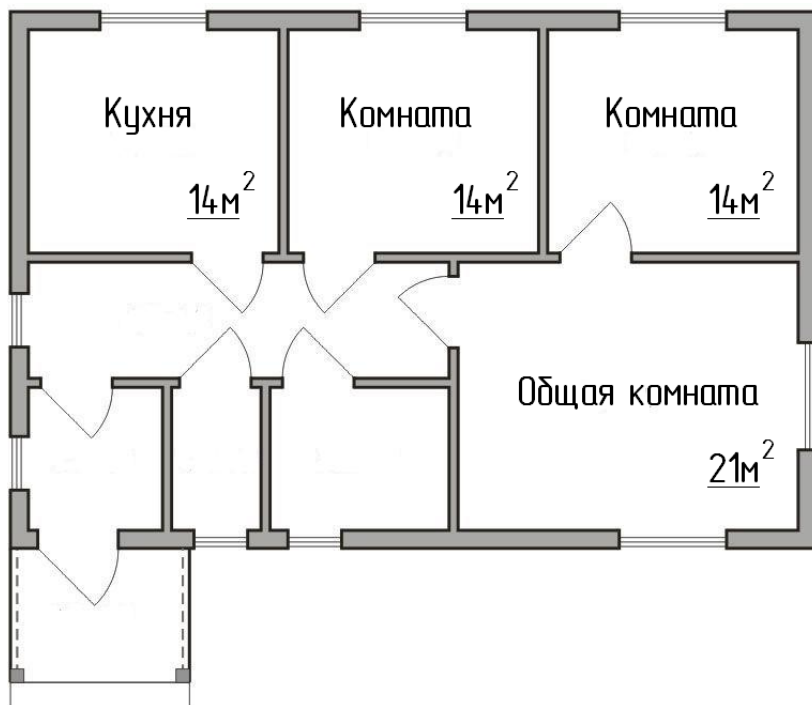 Кухня
14м²
Комната
14м²
Комната
14м²
Общая комната
21м²